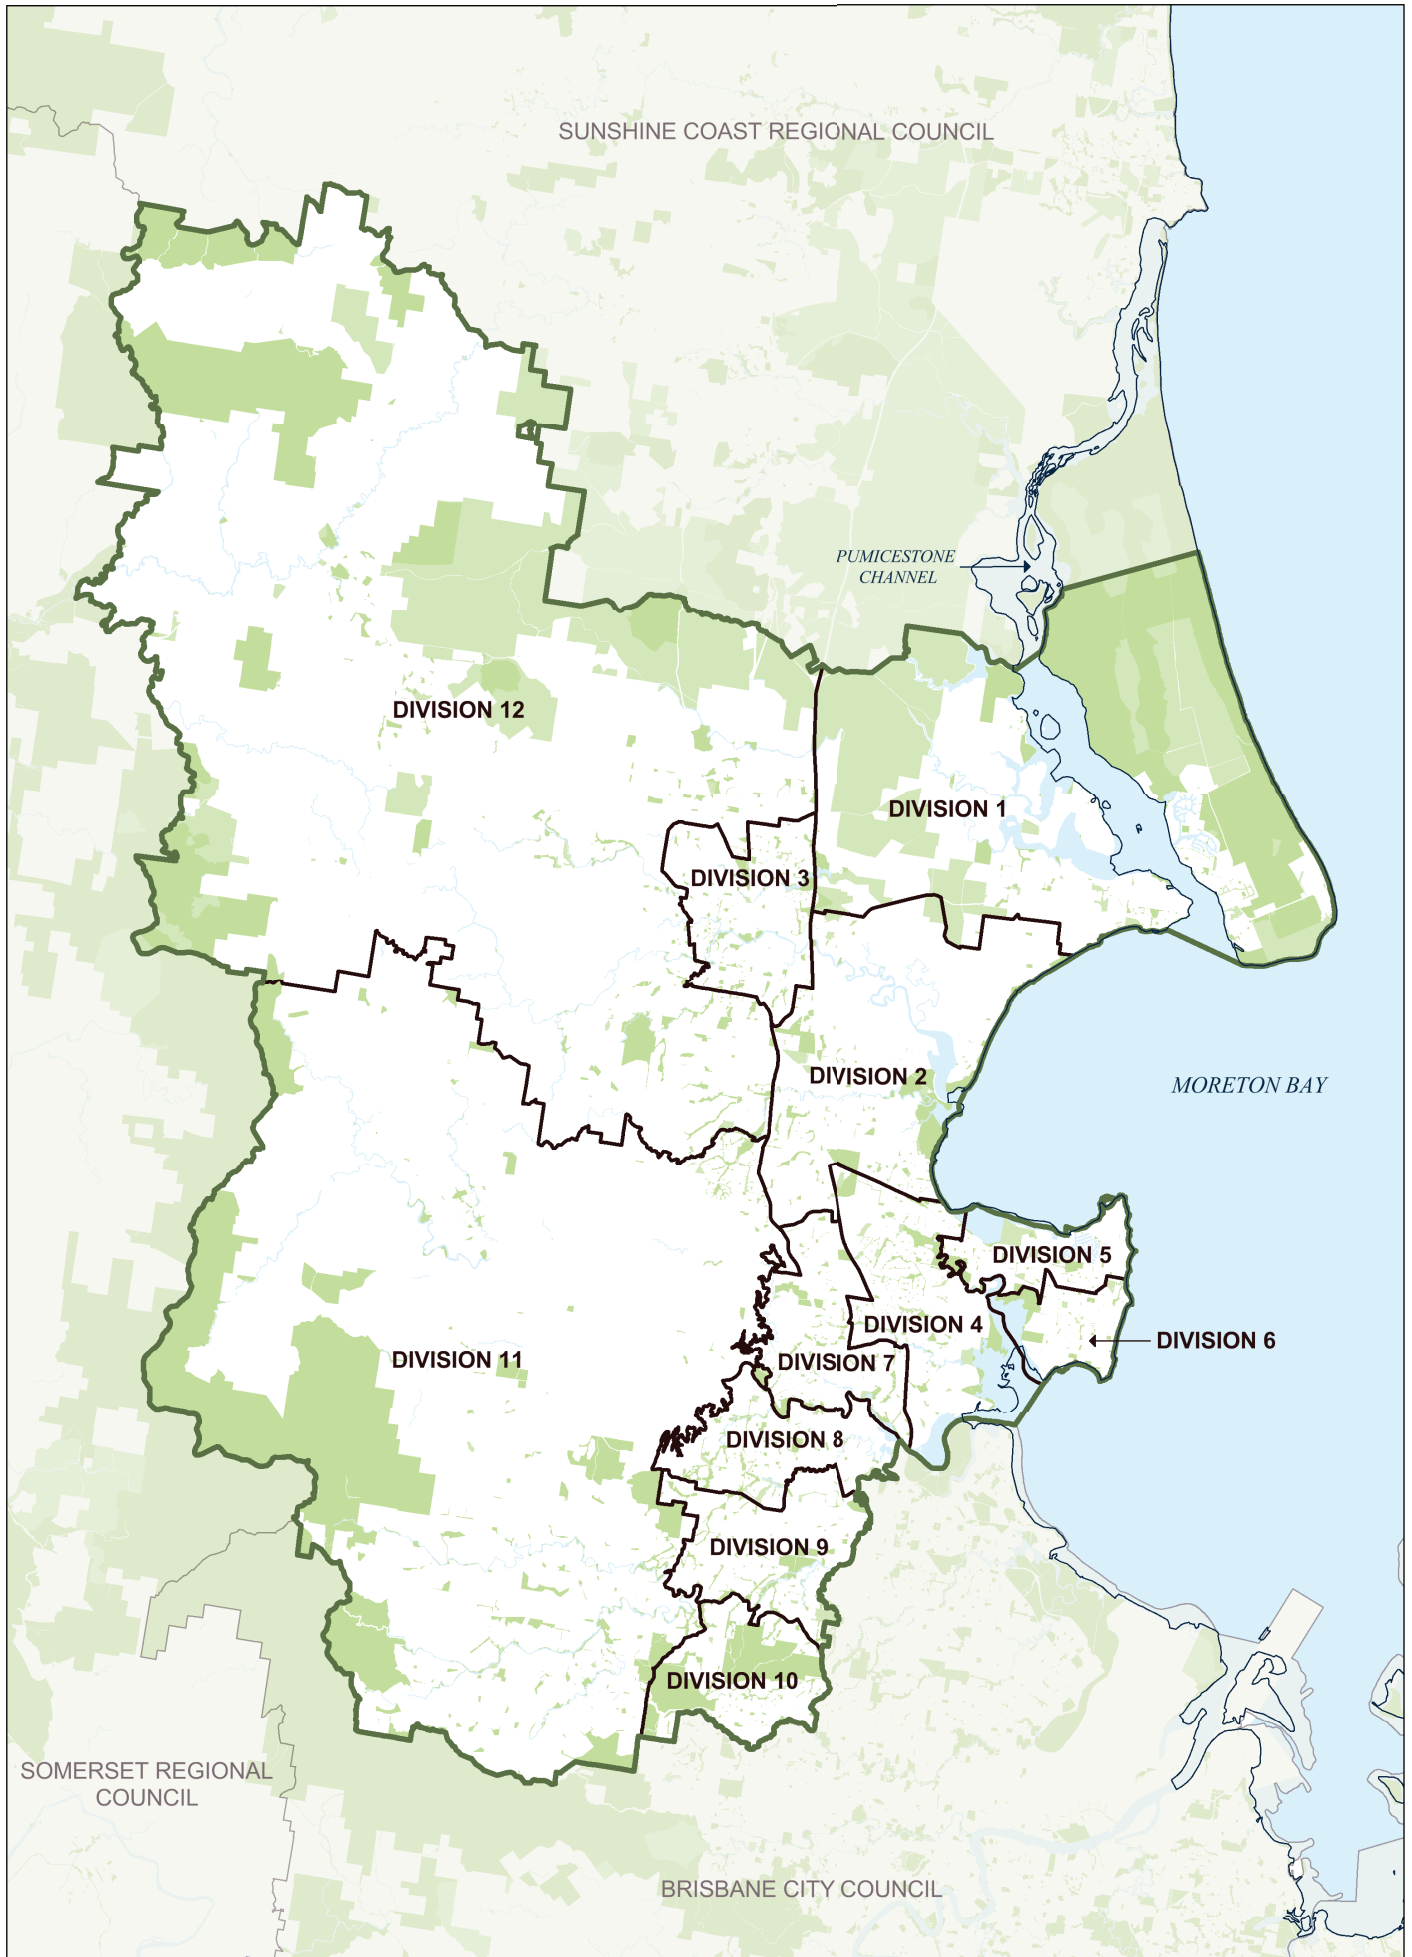 SUNSHINE COAST REGIONAL COUNCIL
PUMICESTONE
CHANNEL
DIVISION 12
DIVISION 1
DIVISION 3
DIVISION 2
MORETON BAY
DIVISION 5
DIVISION 4
DIVISION 6
DIVISION 11
DIVISION 7
DIVISION 8
DIVISION 9
DIVISION 10
SOMERSET REGIONAL
COUNCIL
BRISBANE CITY COUNCIL